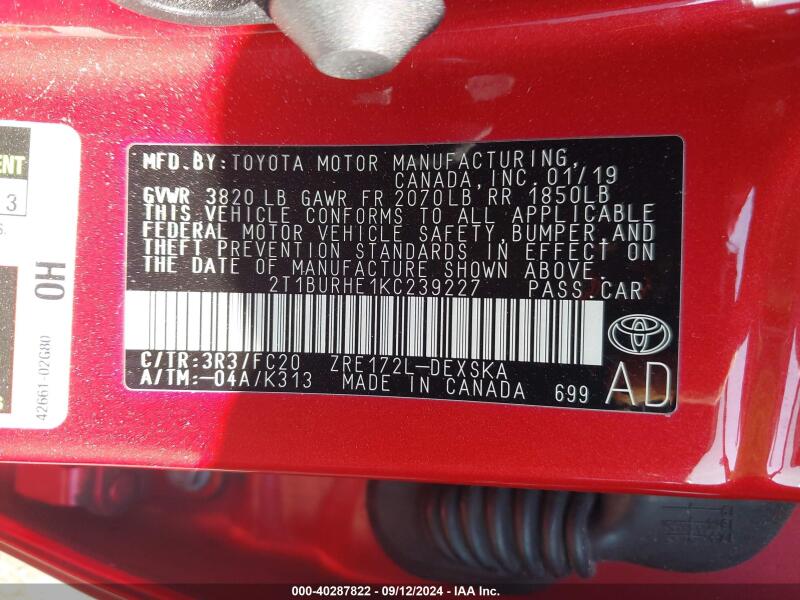 MFD.BY:TOYOTA MOTOR MANUFACTURING,
CANADA,INC. 01/19
GVWR 3820 LB GAWR FR 2070LB RR 1850LB
THIS VEHICLE CONFORMS TO ALL APPLICABLE
FEDERAL MOTOR VEHICLE SAFETY,BUMPER,AND
THEFT PREVENTION STANDARDS IN EFFECT ON
THE DATE OF MANUFACTURE SHOWN ABOVE.
2T1BURHE1KC239227 PASS.CAR
C/TR:3R3/FC20 ZRE172L-DEXSKA
A/TM:-04A/K313 MADE IN CANADA 699
AD
TOYOTA
3
0H
42661-02G80
000-40287822 - 09/12/2024 - IAA Inc.